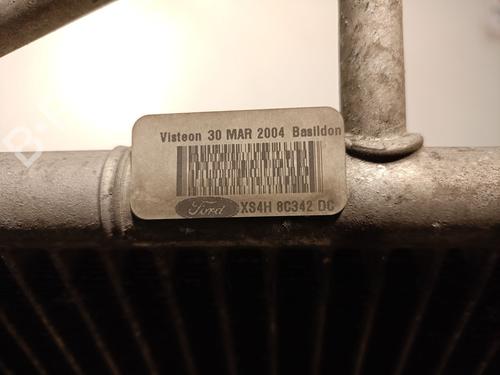 Visteon 30 MAR 2004 Basildon
Ford XS4H 8C342 DC